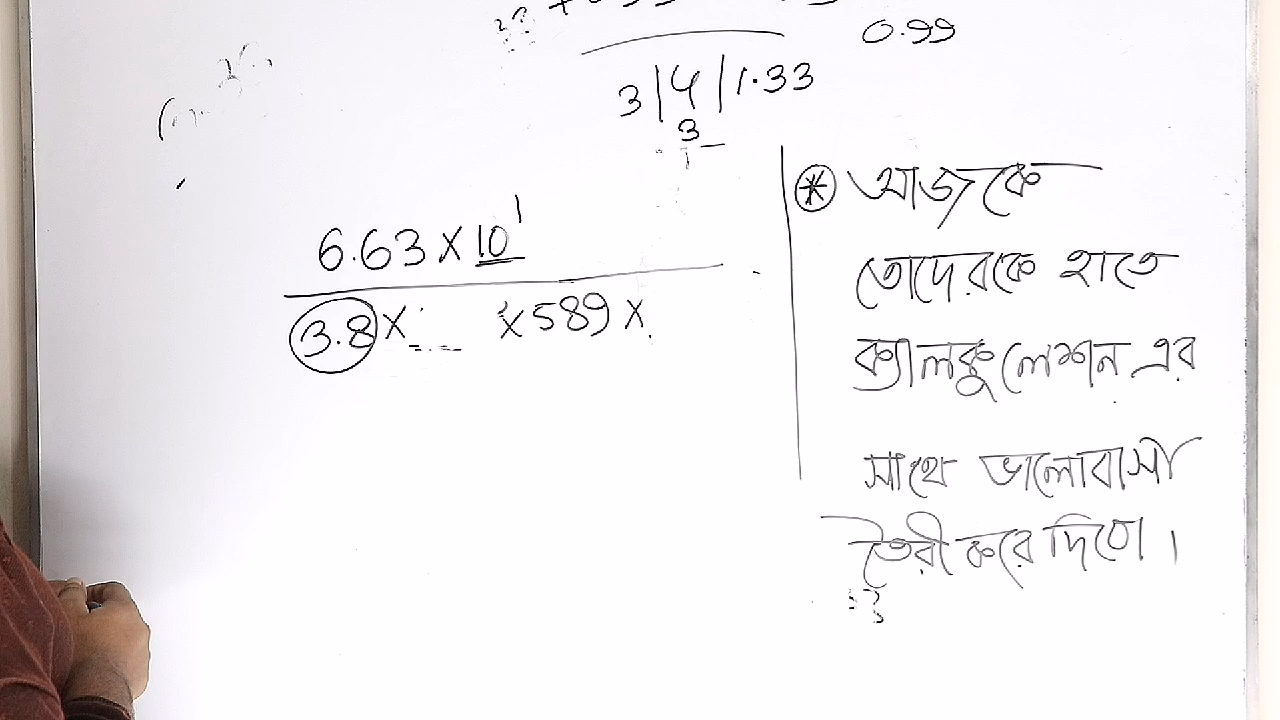 0.99
3 | 4 | 1.33
3
1
6.63 × 10¹
3.8 × × 589 ×
* আজকে
তোদেরকে হাতে
ক্যালকুলেশন এর
সাথে ভালোবাসা
তৈরী করে দিবো।